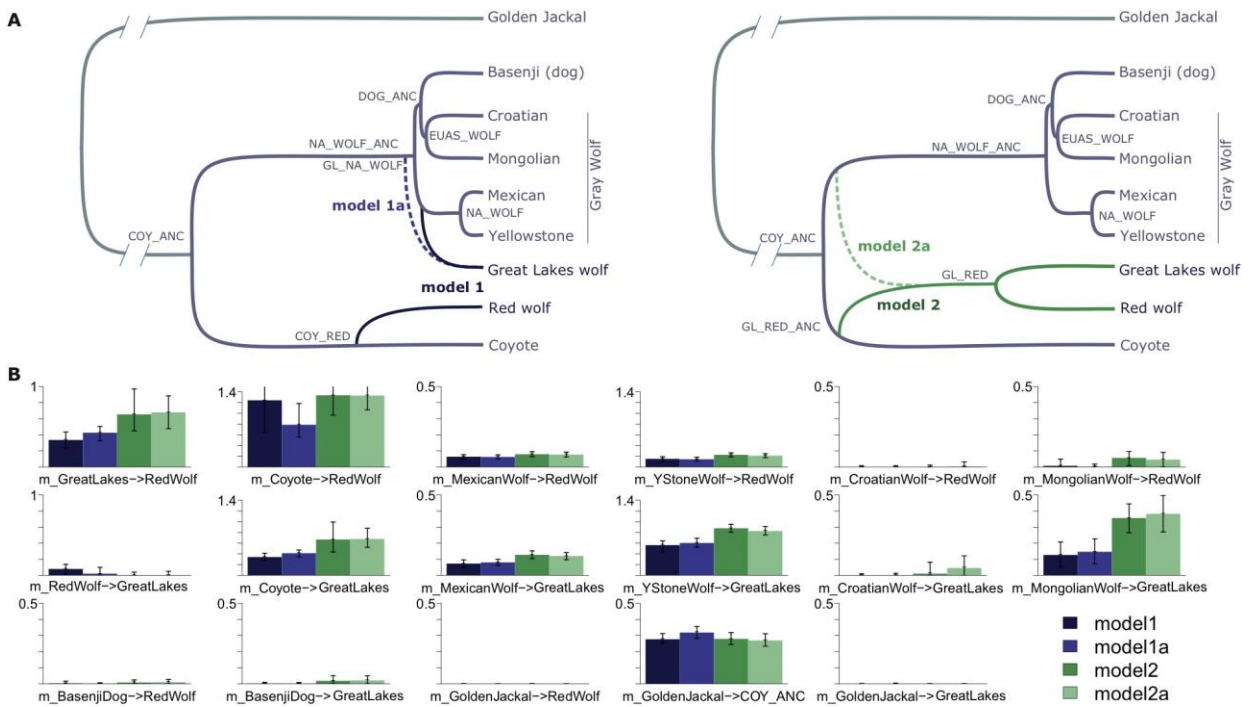 A
Golden Jackal
Basenji (dog)
DOG_ANC
Croatian
EUAS_WOLF
NA_WOLF_ANC
Mongolian
GL_NA_WOLF
Gray Wolf
Mexican
model 1a
NA_WOLF
COY_ANC
Yellowstone
Great Lakes wolf
model 1
Red wolf
COY_RED
Coyote
Golden Jackal
Basenji (dog)
DOG_ANC
Croatian
EUAS_WOLF
NA_WOLF_ANC
Mongolian
Gray Wolf
Mexican
NA_WOLF
COY_ANC
Yellowstone
model 2a
GL_RED
Great Lakes wolf
model 2
Red wolf
GL_RED_ANC
Coyote
B
1
m_GreatLakes->RedWolf
1.4
m_Coyote->RedWolf
0.5
m_MexicanWolf->RedWolf
1.4
m_YStoneWolf->RedWolf
0.5
m_CroatianWolf->RedWolf
0.5
m_MongolianWolf->RedWolf
1
m_RedWolf->GreatLakes
1.4
m_Coyote->GreatLakes
0.5
m_MexicanWolf->GreatLakes
1.4
m_YStoneWolf->GreatLakes
0.5
m_CroatianWolf->GreatLakes
0.5
m_MongolianWolf->GreatLakes
0.5
m_BasenjiDog->RedWolf
0.5
m_BasenjiDog->GreatLakes
0.5
m_GoldenJackal->RedWolf
0.5
m_GoldenJackal->COY_ANC
0.5
m_GoldenJackal->GreatLakes
model1
model1a
model2
model2a